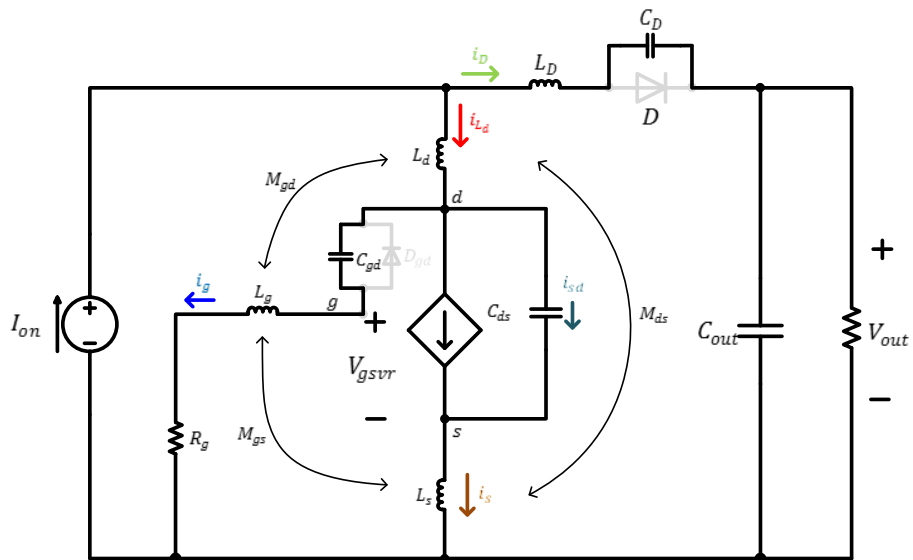 C_D
i_D
L_D
D
i_{L_d}
L_d
M_{gd}
d
C_{gd}
D_{gd}
i_g
L_g
g
+
i_{sd}
I_{on}
+
−
V_{gsvr}
C_{ds}
M_{ds}
C_{out}
+
V_{out}
−
−
s
M_{gs}
R_g
L_s
i_s